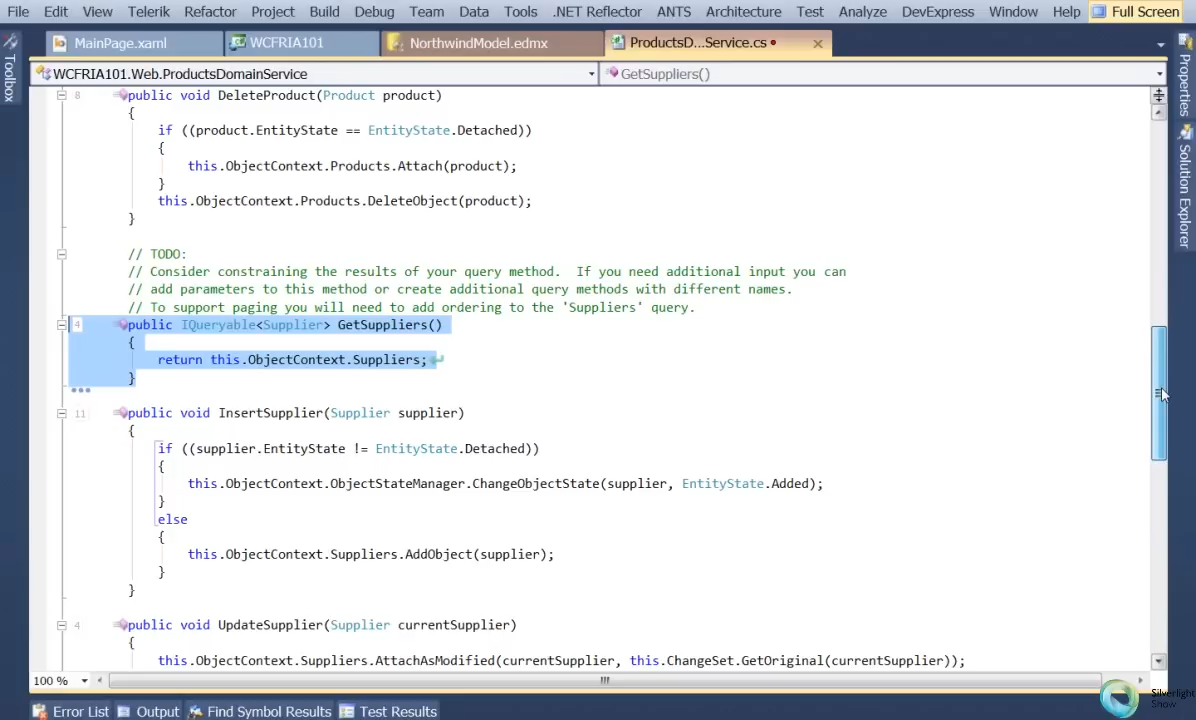 File Edit View Telerik Refactor Project Build Debug Team Data Tools .NET Reflector ANTS Architecture Test Analyze DevExpress Window Help Full Screen
MainPage.xaml WCFRIA101 NorthwindModel.edmx ProductsD...Service.cs
WCFRIA101.Web.ProductsDomainService GetSuppliers()
Toolbox
Properties
Solution Explorer
8 public void DeleteProduct(Product product)
{
if ((product.EntityState == EntityState.Detached))
{
this.ObjectContext.Products.Attach(product);
}
this.ObjectContext.Products.DeleteObject(product);
}
// TODO:
// Consider constraining the results of your query method.  If you need additional input you can
// add parameters to this method or create additional query methods with different names.
// To support paging you will need to add ordering to the 'Suppliers' query.
4 public IQueryable<Supplier> GetSuppliers()
{
return this.ObjectContext.Suppliers;
}
11 public void InsertSupplier(Supplier supplier)
{
if ((supplier.EntityState != EntityState.Detached))
{
this.ObjectContext.ObjectStateManager.ChangeObjectState(supplier, EntityState.Added);
}
else
{
this.ObjectContext.Suppliers.AddObject(supplier);
}
}
4 public void UpdateSupplier(Supplier currentSupplier)
{
this.ObjectContext.Suppliers.AttachAsModified(currentSupplier, this.ChangeSet.GetOriginal(currentSupplier));
100 %
Error List Output Find Symbol Results Test Results
Silverlight
Show